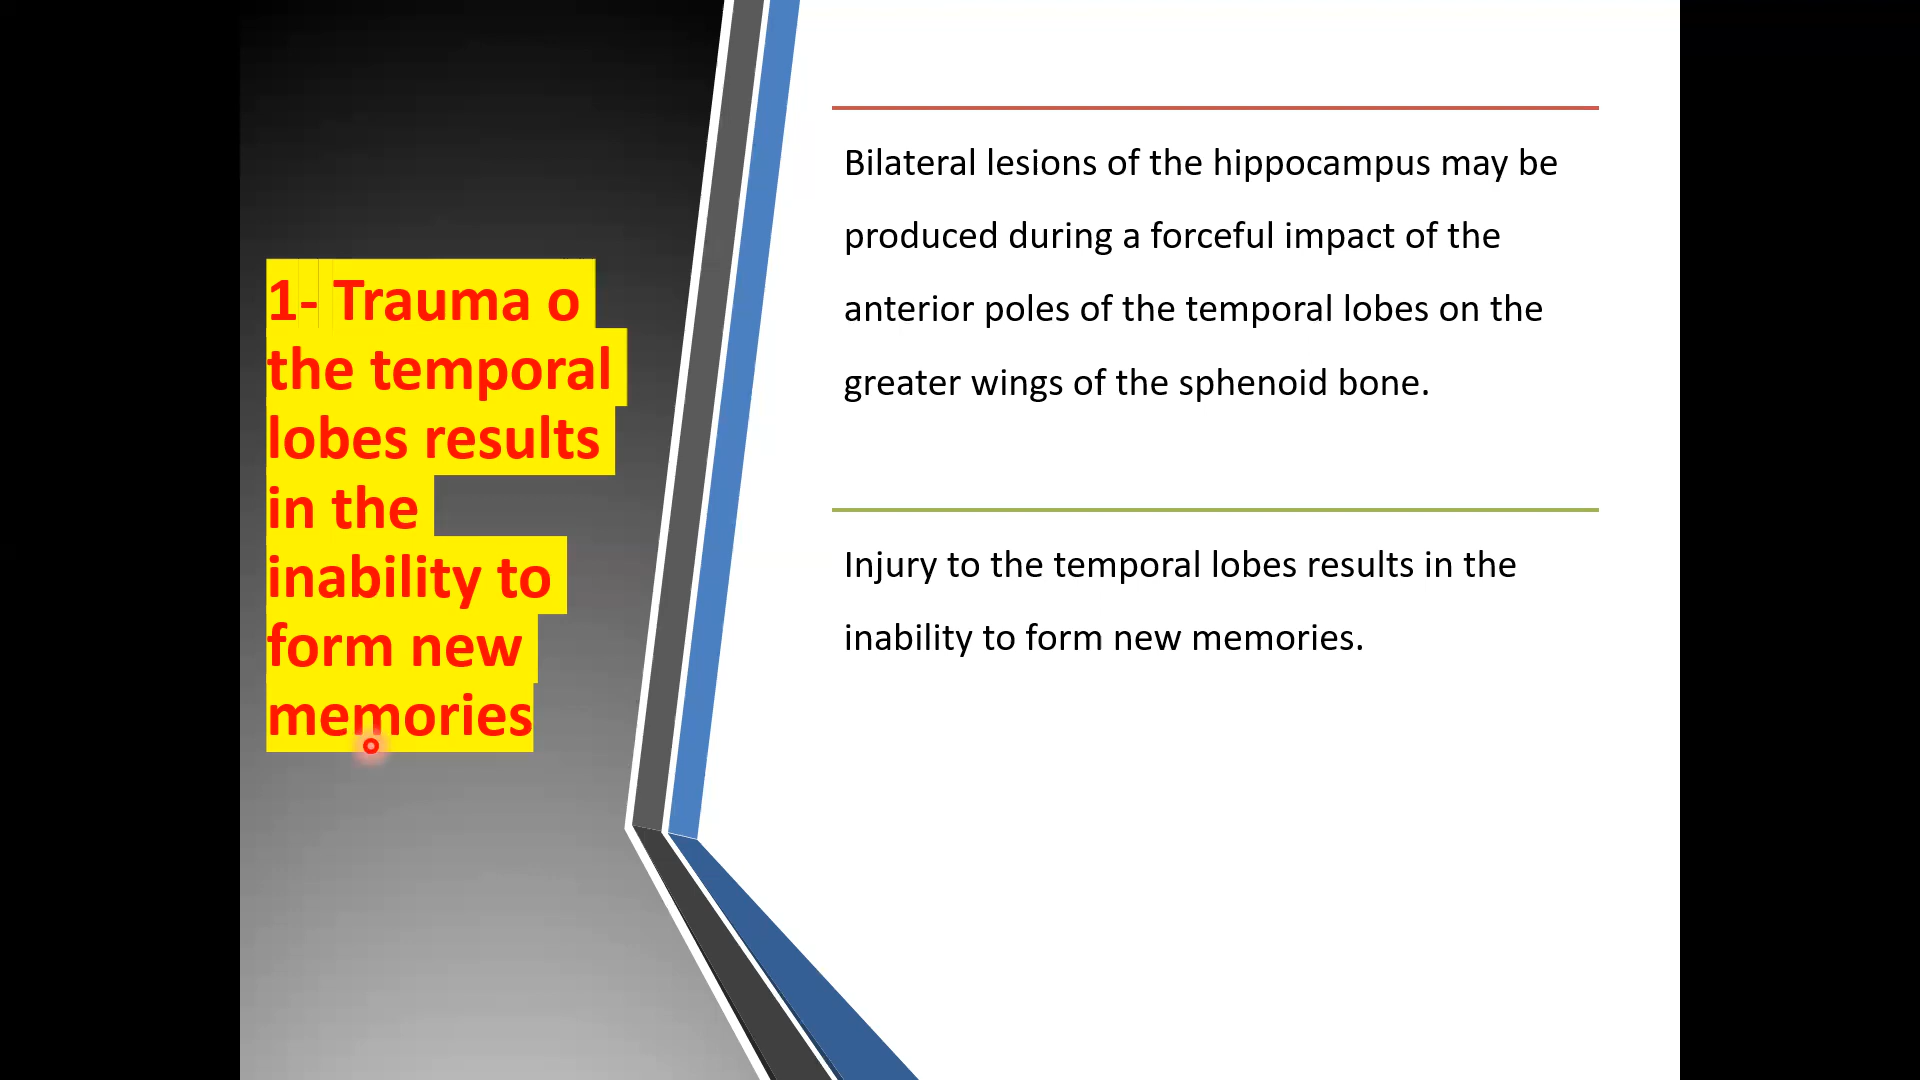 1- Trauma o
the temporal
lobes results
in the
inability to
form new
memories
Bilateral lesions of the hippocampus may be
produced during a forceful impact of the
anterior poles of the temporal lobes on the
greater wings of the sphenoid bone.
Injury to the temporal lobes results in the
inability to form new memories.